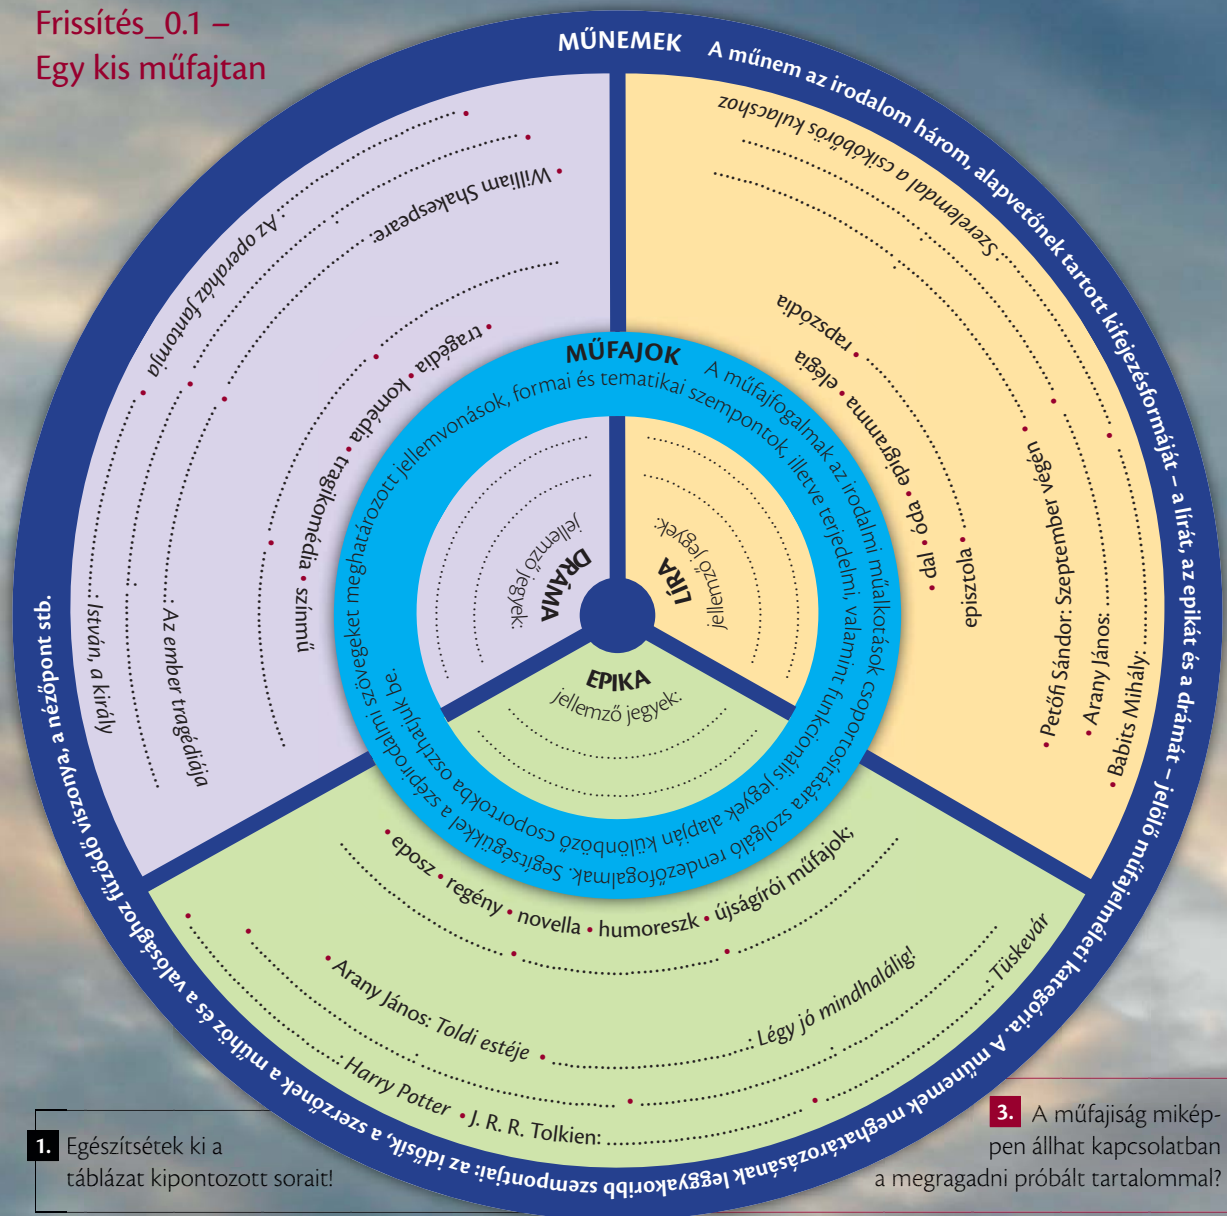 Frissítés_0.1 –
Egy kis műfajtan
MŰNEMEK
A műnem az irodalom három, alapvetőnek tartott kifejezésformáját – a lírát, az epikát és a drámát – jelölő műfajelméleti kategória. A műnemek meghatározásának leggyakoribb szempontjai: az idősík, a szerzőnek a műhöz és a valósághoz fűződő viszonya, a nézőpont stb.
MŰFAJOK
A műfajfogalmak az irodalmi műalkotások csoportosítására szolgáló rendezőfogalmak. Segítségükkel a szépirodalmi szövegeket meghatározott jellemvonások, formai és tematikai szempontok, illetve terjedelmi, valamint funkcionális jegyek alapján különböző csoportokba oszthatjuk be.
DRÁMA
jellemző jegyek:
LÍRA
jellemző jegyek:
EPIKA
jellemző jegyek:
• tragédia • komédia • tragikomédia • színmű
• William Shakespeare:
: Az ember tragédiája
: Az operaház fantomja
: István, a király
rapszódia • elégia • epigramma • óda • dal •
• episztola
: Szerelemdal a csikóbőrös kulacshoz
• Petőfi Sándor: Szeptember végén
• Arany János:
• Babits Mihály:
• eposz • regény • novella • humoreszk • újságírói műfajok;
• Arany János: Toldi estéje •
: Légy jó mindhalálig!
: Harry Potter • J. R. R. Tolkien:
: Tüskevár
1. Egészítsétek ki a
táblázat kipontozott sorait!
3. A műfajiság mikép-
pen állhat kapcsolatban
a megragadni próbált tartalommal?